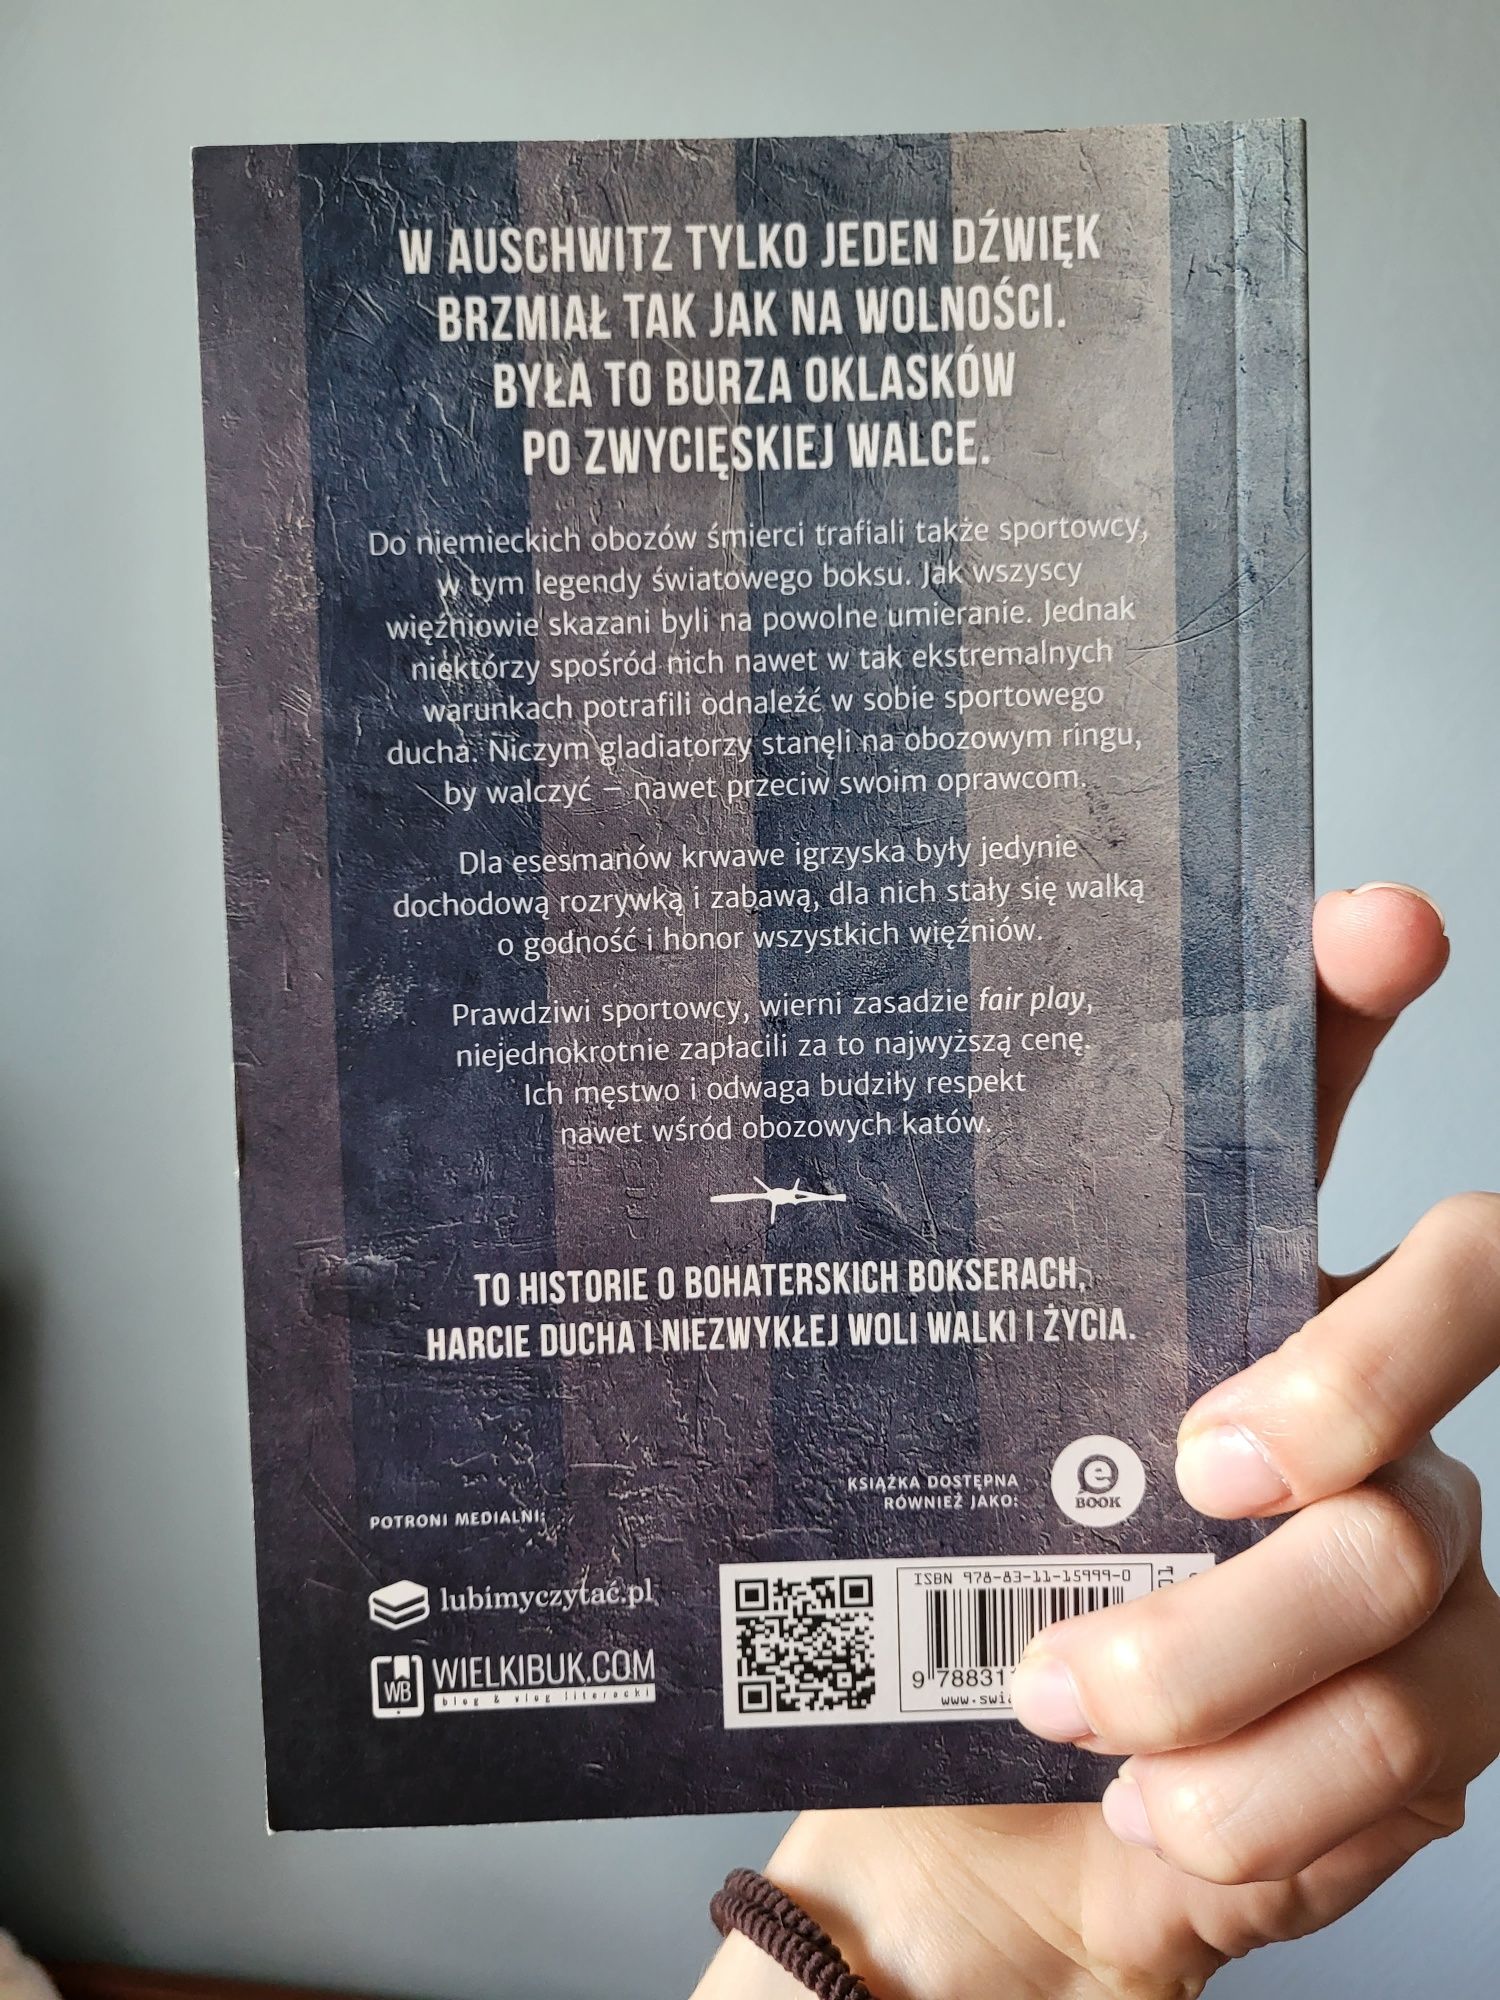 W AUSCHWITZ TYLKO JEDEN DŹWIĘK
BRZMIAŁ TAK JAK NA WOLNOŚCI.
BYŁA TO BURZA OKLASKÓW
PO ZWYCIĘSKIEJ WALCE.
Do niemieckich obozów śmierci trafiali także sportowcy,
w tym legendy światowego boksu. Jak wszyscy
więźniowie skazani byli na powolne umieranie. Jednak
niektórzy spośród nich nawet w tak ekstremalnych
warunkach potrafili odnaleźć w sobie sportowego
ducha. Niczym gladiatorzy stanęli na obozowym ringu,
by walczyć – nawet przeciw swoim oprawcom.
Dla esesmanów krwawe igrzyska były jedynie
dochodową rozrywką i zabawą, dla nich stały się walką
o godność i honor wszystkich więźniów.
Prawdziwi sportowcy, wierni zasadzie fair play,
niejednokrotnie zapłacili za to najwyższą cenę.
Ich męstwo i odwaga budziły respekt
nawet wśród obozowych katów.
TO HISTORIE O BOHATERSKICH BOKSERACH,
HARCIE DUCHA I NIEZWYKŁEJ WOLI WALKI I ŻYCIA.
KSIĄŻKA DOSTĘPNA
RÓWNIEŻ JAKO:
e
BOOK
POTRONI MEDIALNI:
lubimyczytać.pl
WB
WIELKIBUK.COM
blog & vlog literacki
ISBN 978-83-11-15999-0
9 78831
www.swia